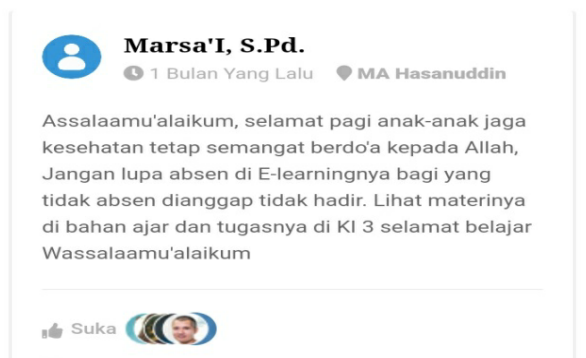 Marsa'I, S.Pd.
1 Bulan Yang Lalu MA Hasanuddin
Assalaamu'alaikum, selamat pagi anak-anak jaga
kesehatan tetap semangat berdo'a kepada Allah,
Jangan lupa absen di E-learningnya bagi yang
tidak absen dianggap tidak hadir. Lihat materinya
di bahan ajar dan tugasnya di KI 3 selamat belajar
Wassalaamu'alaikum
Suka